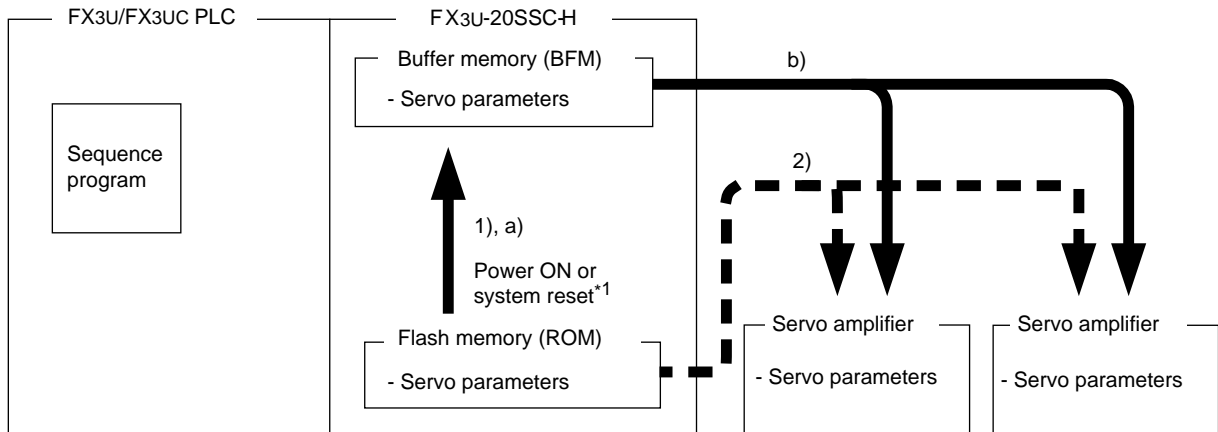 FX3U/FX3UC PLC
FX3U-20SSC-H
Buffer memory (BFM)
- Servo parameters
b)
Sequence
program
2)
1), a)
Power ON or
system reset*1
Flash memory (ROM)
- Servo parameters
Servo amplifier
- Servo parameters
Servo amplifier
- Servo parameters